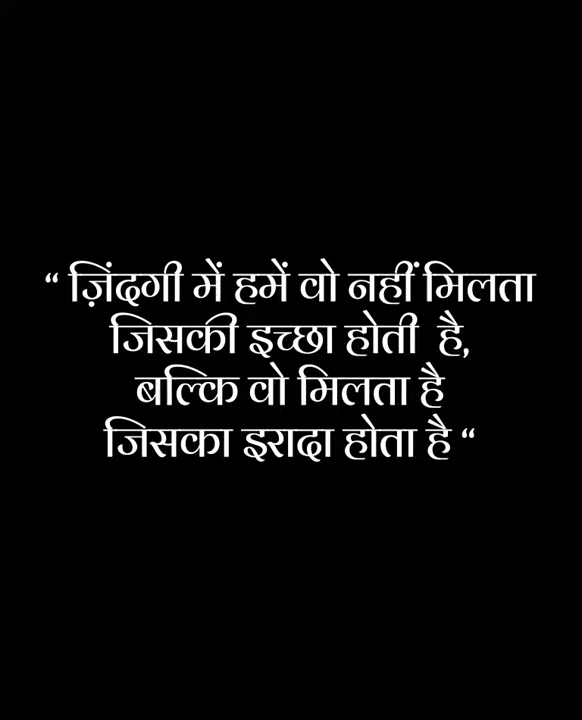 “ ज़िंदगी में हमें वो नहीं मिलता
जिसकी इच्छा होती है,
बल्कि वो मिलता है
जिसका इरादा होता है “